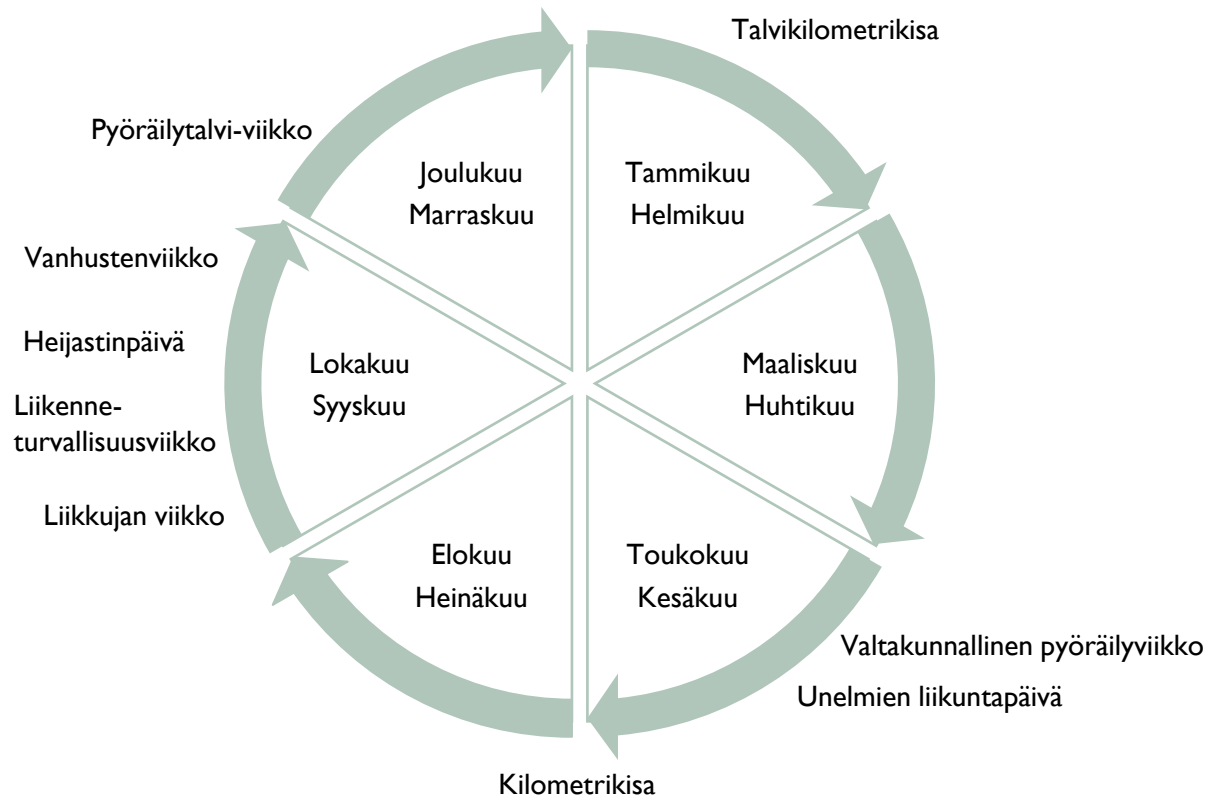 Talvikilometrikisa
Pyöräilytalvi-viikko
Joulukuu
Marraskuu
Tammikuu
Helmikuu
Vanhustenviikko
Heijastinpäivä
Lokakuu
Syyskuu
Maaliskuu
Huhtikuu
Liikenne-
turvallisuusviikko
Liikkujan viikko
Elokuu
Heinäkuu
Toukokuu
Kesäkuu
Valtakunnallinen pyöräilyviikko
Unelmien liikuntapäivä
Kilometrikisa